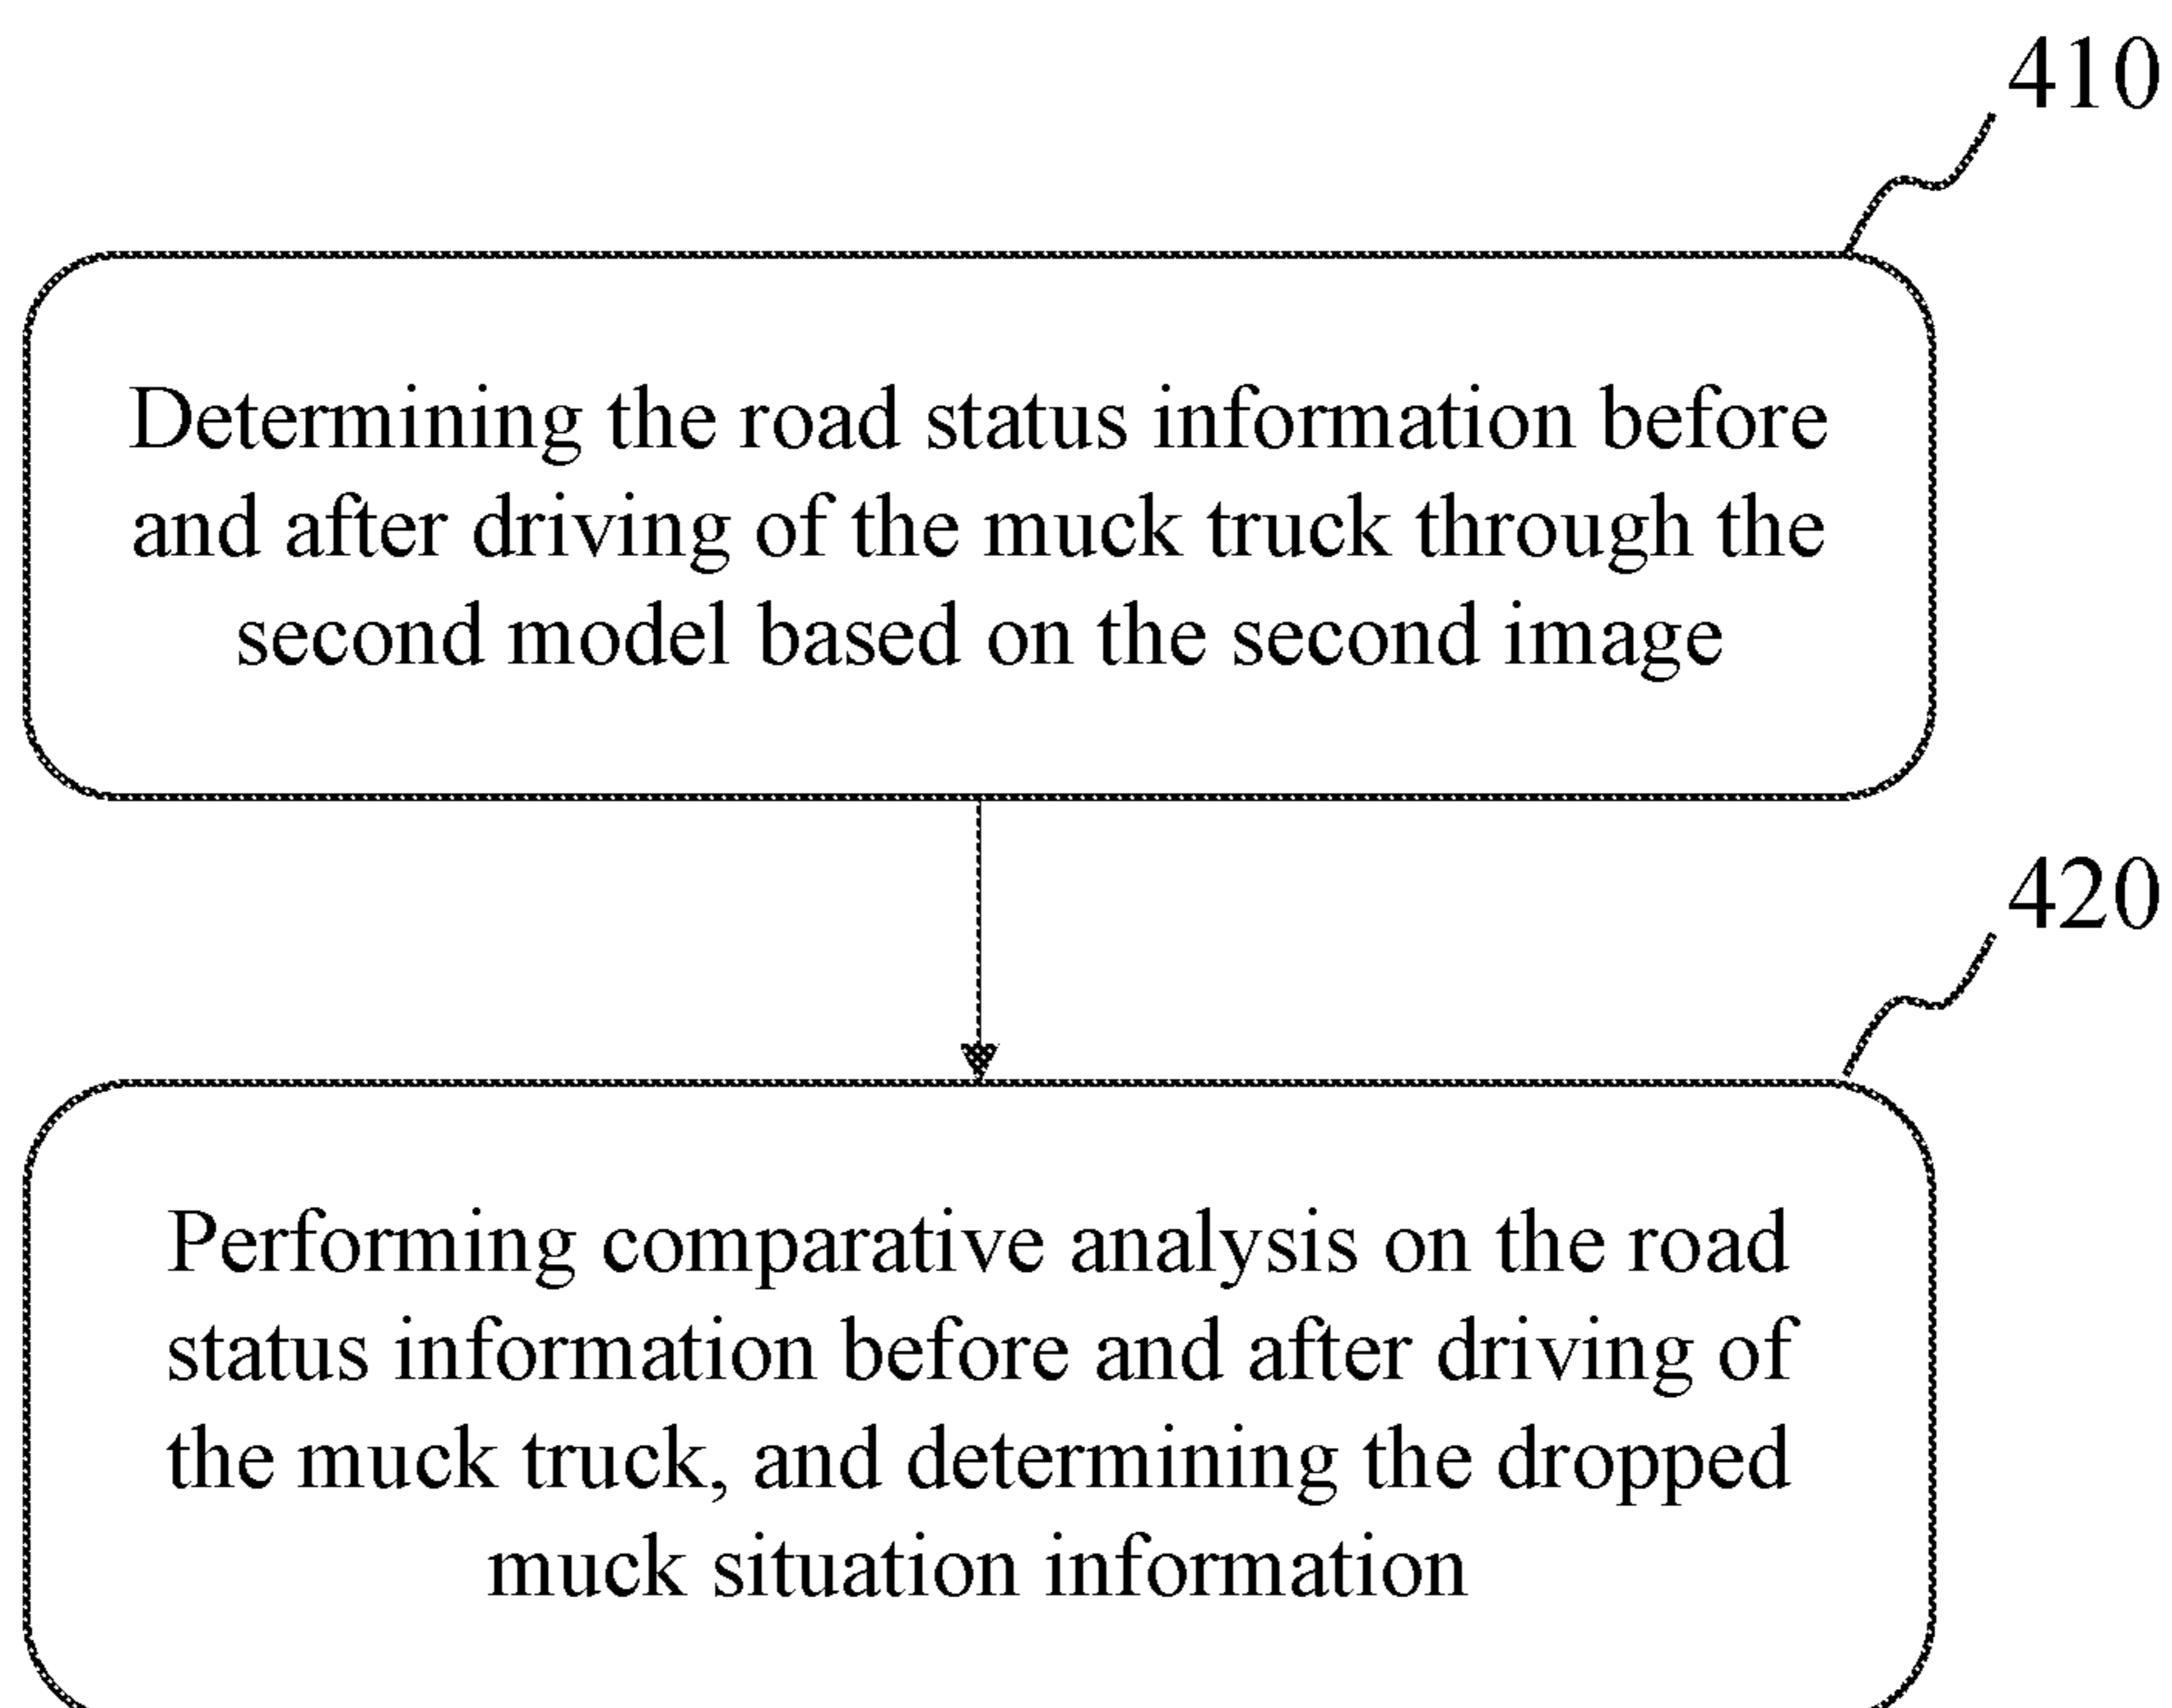 410
Determining the road status information before
and after driving of the muck truck through the
second model based on the second image
420
Performing comparative analysis on the road
status information before and after driving of
the muck truck, and determining the dropped
muck situation information